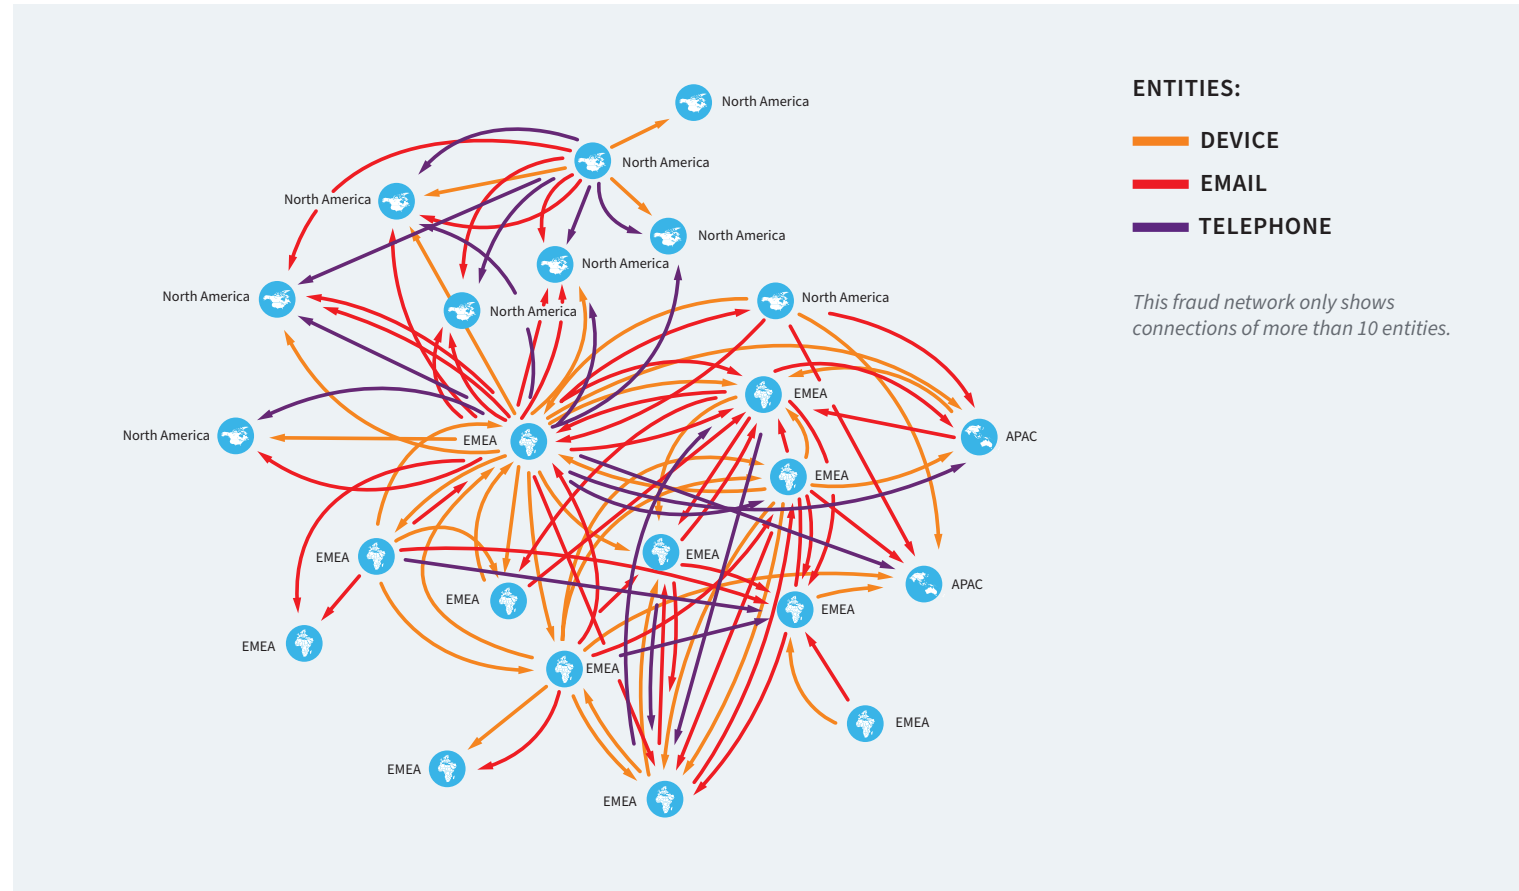 ENTITIES:
DEVICE
EMAIL
TELEPHONE
This fraud network only shows
connections of more than 10 entities.
North America
North America
North America
North America
North America
North America
North America
North America
EMEA
APAC
North America
EMEA
EMEA
EMEA
EMEA
APAC
EMEA
EMEA
EMEA
EMEA
EMEA
EMEA
EMEA